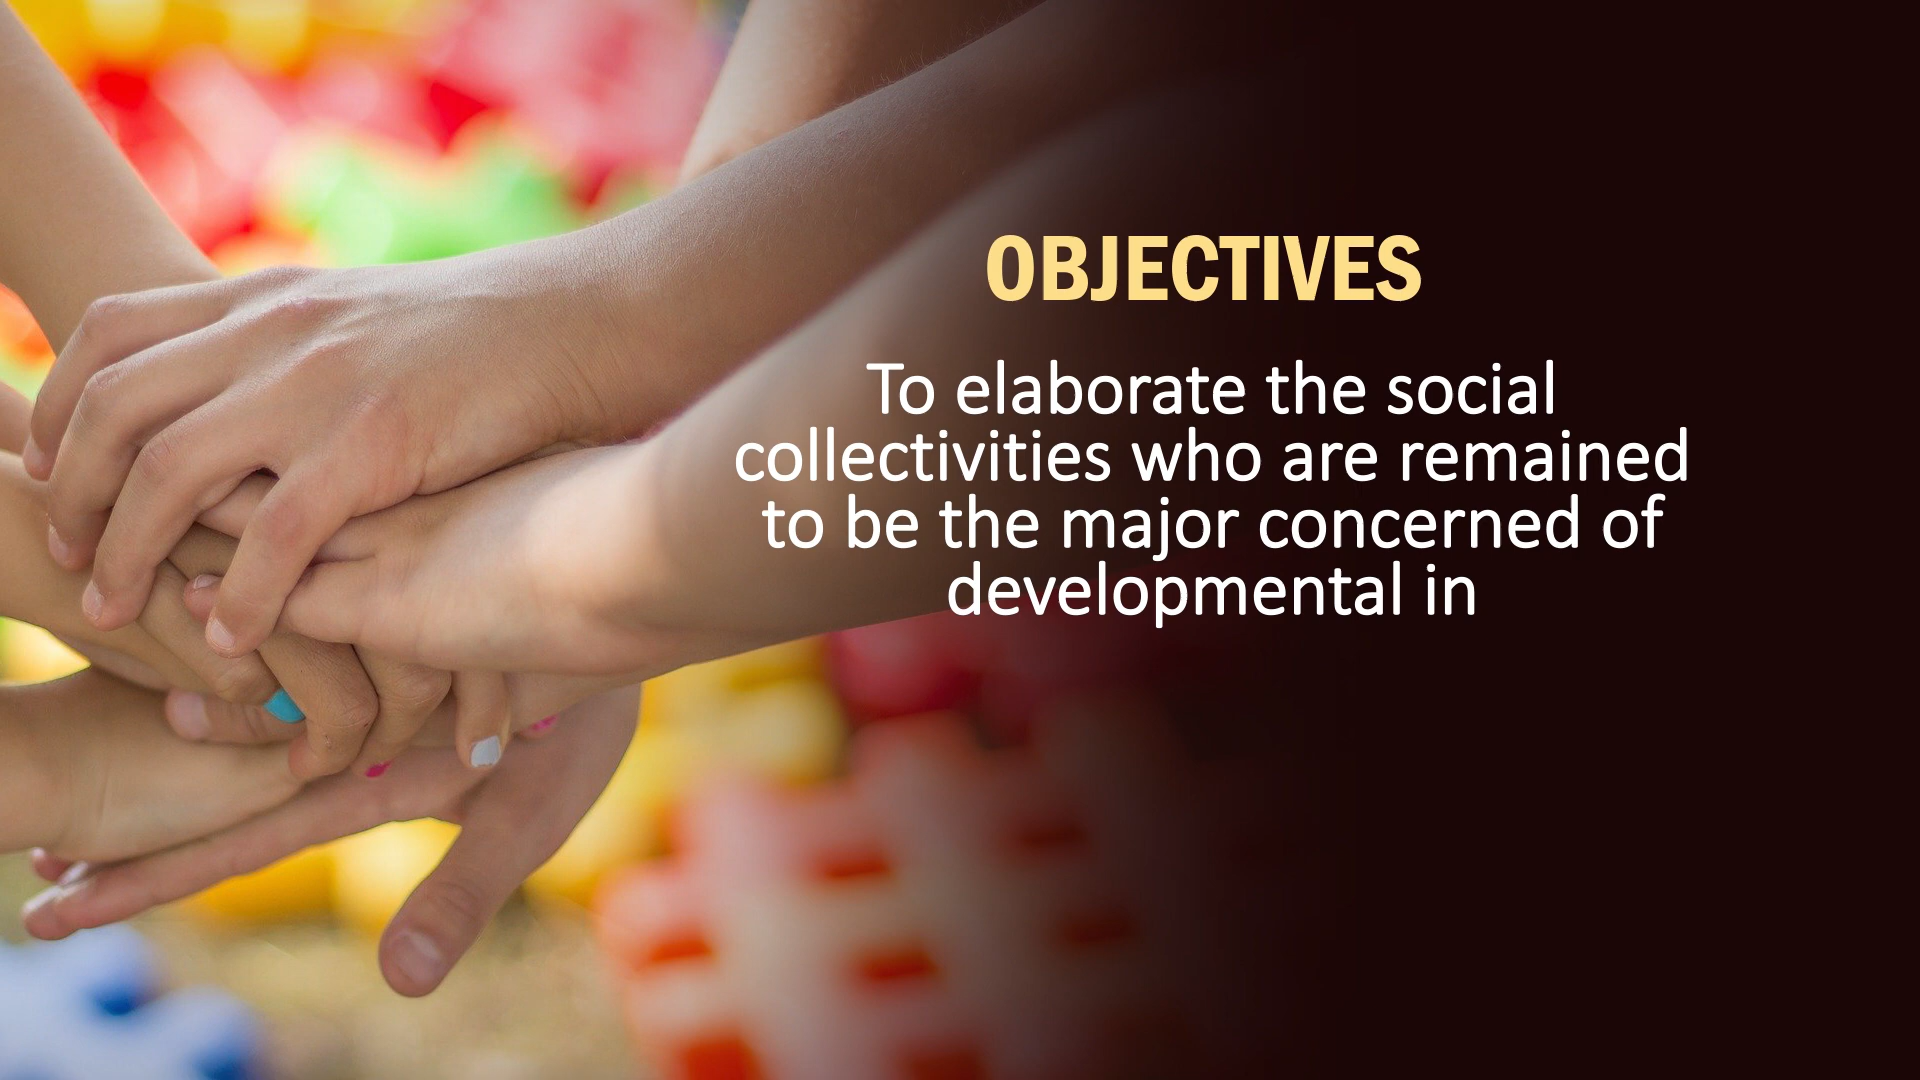 OBJECTIVES
To elaborate the social
collectivities who are remained
to be the major concerned of
developmental in